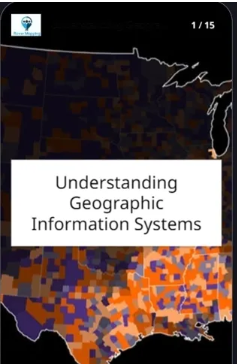 1 / 15
Understanding
Geographic
Information Systems